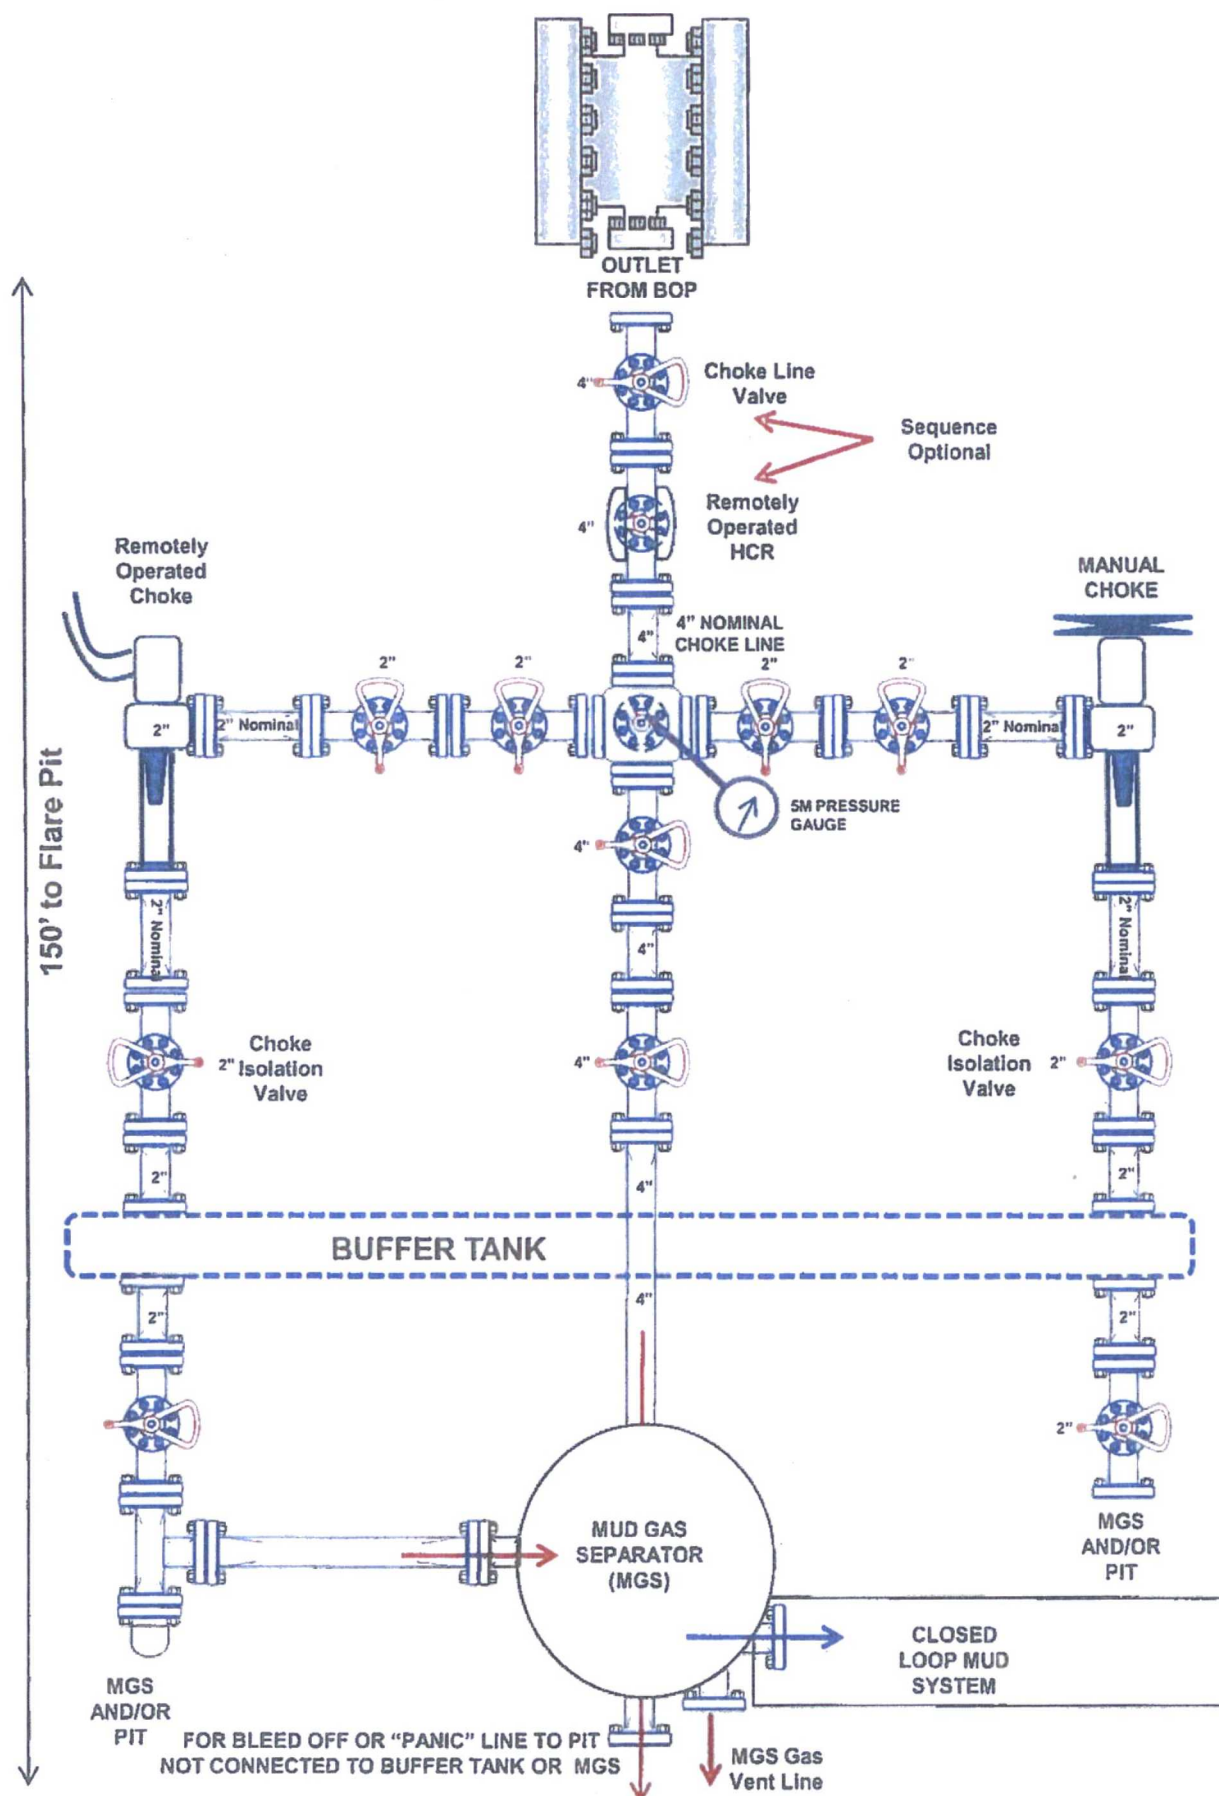 OUTLET
FROM BOP
4"
Choke Line
Valve
Sequence
Optional
4"
Remotely
Operated
HCR
Remotely
Operated
Choke
MANUAL
CHOKE
4"
4" NOMINAL
CHOKE LINE
2"
2"
2"
2"
2"
2" Nominal
2" Nominal
2"
5M PRESSURE
GAUGE
4"
150' to Flare Pit
2" Nominal
4"
2" Nominal
Choke
2" Isolation
Valve
4"
Choke
Isolation
Valve
2"
2"
4"
2"
BUFFER TANK
4"
2"
2"
2"
MUD GAS
SEPARATOR
(MGS)
MGS
AND/OR
PIT
CLOSED
LOOP MUD
SYSTEM
MGS
AND/OR
PIT
FOR BLEED OFF OR “PANIC” LINE TO PIT
NOT CONNECTED TO BUFFER TANK OR MGS
MGS Gas
Vent Line